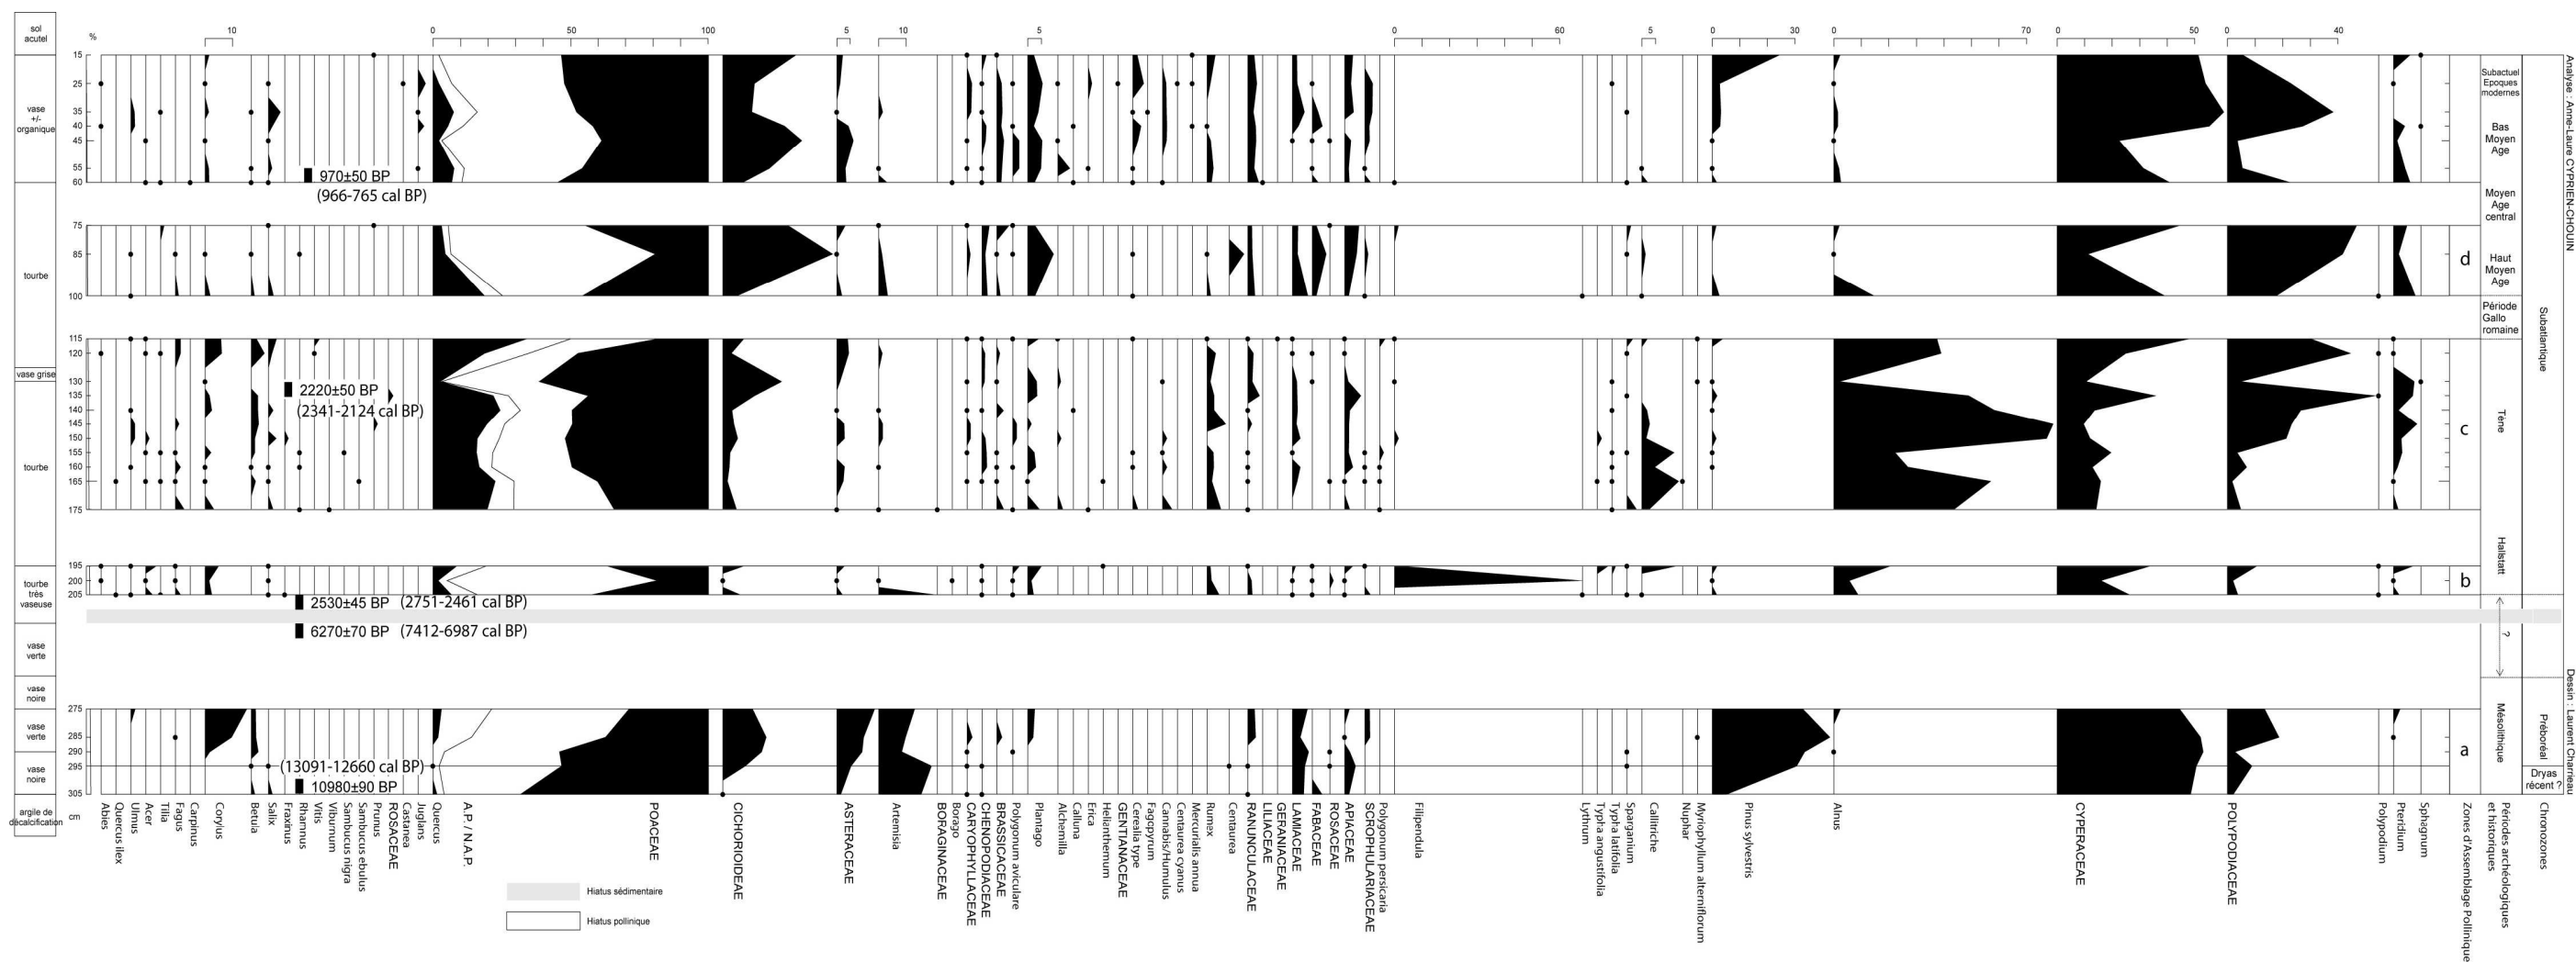 sol
acutel
%
10
0
50
100
5
10
5
0
60
5
0
30
0
70
0
50
0
40
vase
+/-
organique
tourbe
vase grise
tourbe
tourbe
très
vaseuse
vase
verte
vase
noire
vase
verte
vase
noire
argile de
décalcification
15
25
35
40
45
55
60
75
85
100
115
120
130
135
140
145
150
155
160
165
175
195
200
205
275
285
290
295
305
cm
970±50 BP
(966-765 cal BP)
2220±50 BP
(2341-2124 cal BP)
2530±45 BP (2751-2461 cal BP)
6270±70 BP (7412-6987 cal BP)
(13091-12660 cal BP)
10980±90 BP
Abies
Quercus ilex
Ulmus
Acer
Tilia
Fagus
Carpinus
Corylus
Betula
Salix
Fraxinus
Rhamnus
Vitis
Viburnum
Sambucus nigra
Sambucus ebulus
Prunus
ROSACEAE
Castanea
Juglans
Quercus
A.P. / N.A.P.
POACEAE
CICHORIOIDEAE
ASTERACEAE
Artemisia
BORAGINACEAE
Borago
CARYOPHYLLACEAE
CHENOPODIACEAE
BRASSICACEAE
Polygonum aviculare
Plantago
Alchemilla
Calluna
Erica
Helianthemum
GENTIANACEAE
Cerealia type
Fagopyrum
Cannabis/Humulus
Centaurea cyanus
Mercurialis annua
Rumex
Centaurea
RANUNCULACEAE
LILIACEAE
GERANIACEAE
LAMIACEAE
FABACEAE
ROSACEAE
APIACEAE
SCROPHULARIACEAE
Polygonum persicaria
Filipendula
Lythrum
Typha angustifolia
Typha latifolia
Sparganium
Callitriche
Nuphar
Myriophyllum alterniflorum
Pinus sylvestris
Alnus
CYPERACEAE
POLYPODIACEAE
Polypodium
Pteridium
Sphagnum
Zones d'Assemblage Pollinique
Périodes archéologiques
et historiques
Chronozones
d
c
b
a
Subactuel
Epoques
modernes
Bas
Moyen
Age
Moyen
Age
central
Haut
Moyen
Age
Période
Gallo
romaine
Tène
Hallstatt
?
Mésolithique
Subatlantique
Préboréal
Dryas
récent ?
Analyse : Anne-Laure CYPRIEN-CHOUIN
Dessin : Laurent Charrieau
Hiatus sédimentaire
Hiatus pollinique